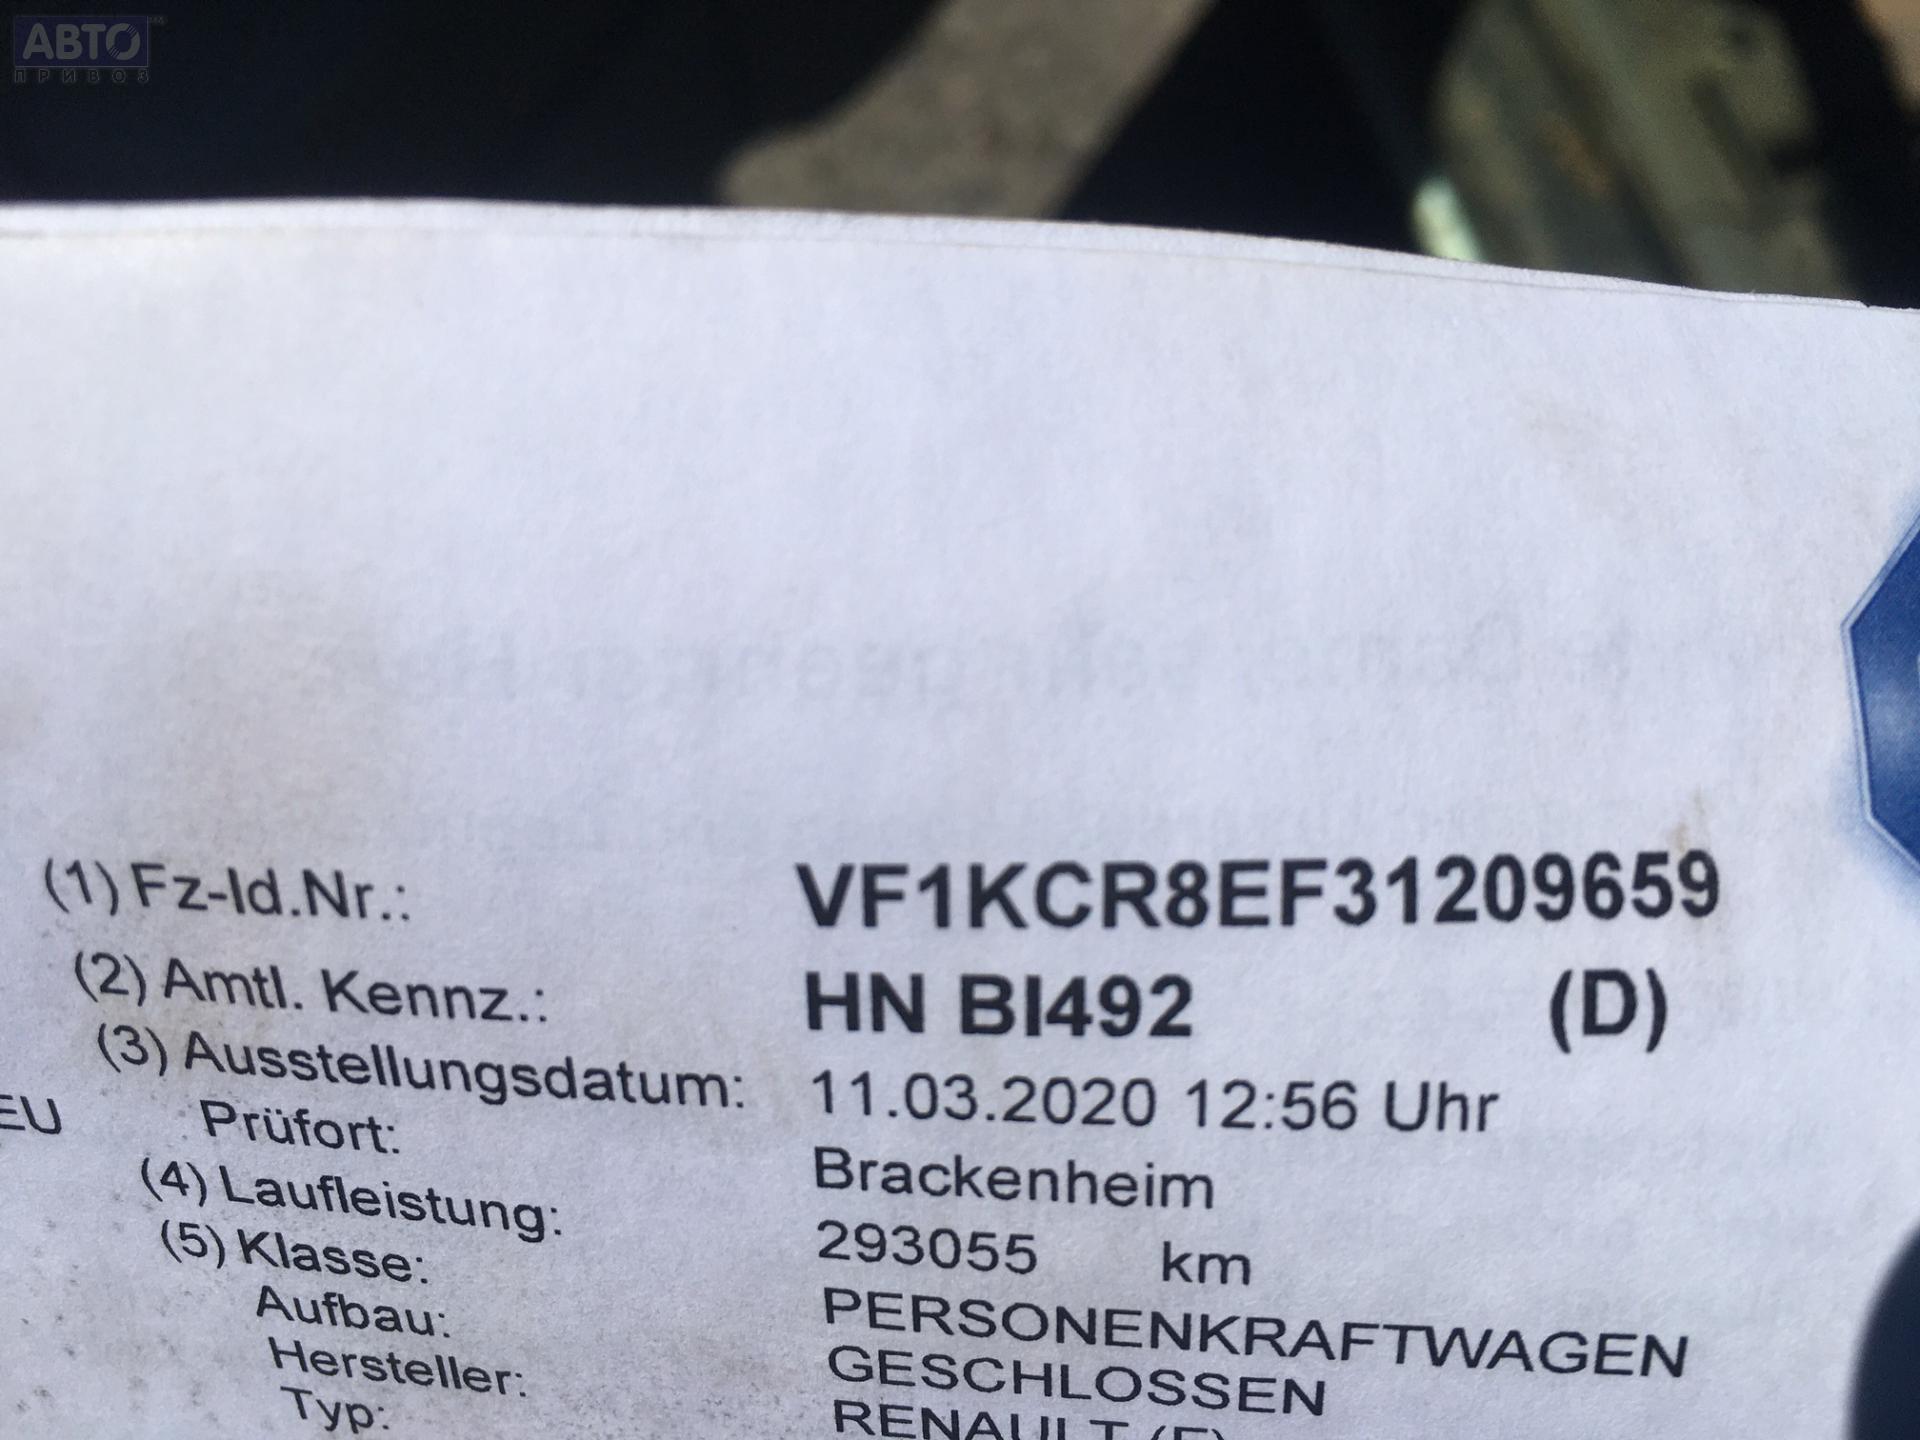 АВТО
ПРИВОЗ
(1) Fz-Id.Nr.: VF1KCR8EF31209659
(2) Amtl. Kennz.: HN BI492 (D)
(3) Ausstellungsdatum: 11.03.2020 12:56 Uhr
EU Prüfort: Brackenheim
(4) Laufleistung: 293055 km
(5) Klasse: PERSONENKRAFTWAGEN
Aufbau: GESCHLOSSEN
Hersteller: RENAULT (F)
Typ: